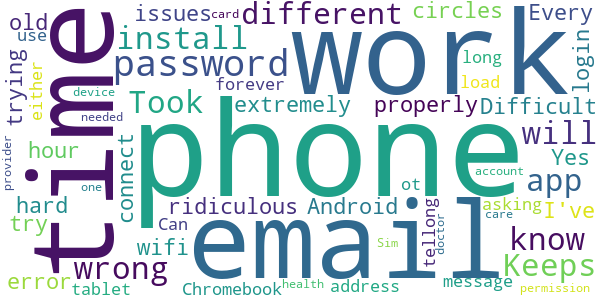 old issues card different circles Every
use install
trying either password work login
time device forever long load
needed Took extremely properly Difficult
hour phone will
provider one connect Yes
account app
hard ridiculous Android ot tellong asking I've
try Can care
wifi email doctor know
error wrong Sim Keeps
tablet Chromebook health address message permission